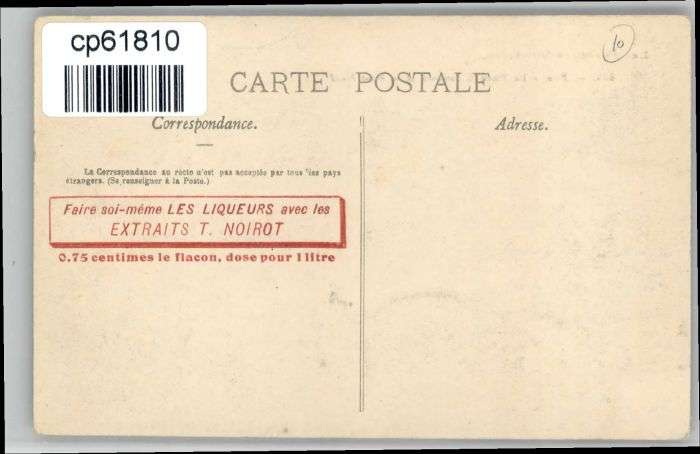 cp61810
10
CARTE POSTALE
Correspondance.
Adresse.
La Correspondance au recto n'est pas acceptée par tous les pays
étrangers. (Se renseigner à la Poste.)
Faire soi-même LES LIQUEURS avec les
EXTRAITS T. NOIROT
0.75 centimes le flacon, dose pour 1 litre